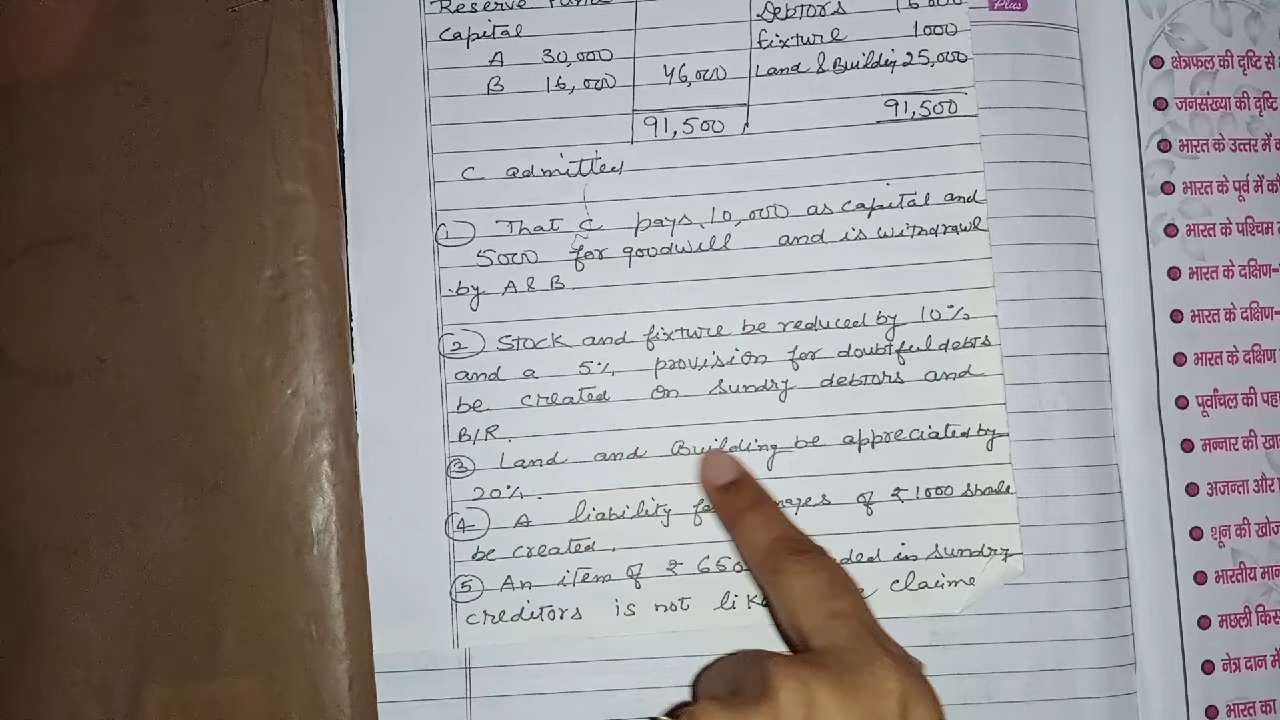 Reserve
Debtors
Plus
Capital
fixture 1000
A 30,000
B 16,000 46,000 Land & Building 25,000
91,500 91,500
C admitted
① That C pays 10,000 as capital and
5000 for goodwill and is withdrawl
by A & B
② Stock and fixture be reduced by 10%
and a 5% provision for doubtful debts
be created on Sundry debtors and
B/R.
③ Land and Building be appreciated by
20%.
④ A liability of ₹ 1000 should
be created.
⑤ An item of ₹ in Sundry
creditors is not claime
क्षेत्रफल की दृष्टि से
जनसंख्या की दृष्टि
भारत के उत्तर में
भारत के पूर्व में
भारत के पश्चिम
भारत के दक्षिण-
भारत के दक्षिण-
भारत के दक्षिण
पूर्वांचल की
मन्नार की
अजन्ता और
शून की
भारतीय
मछली
नेत्र दान में
भारत का